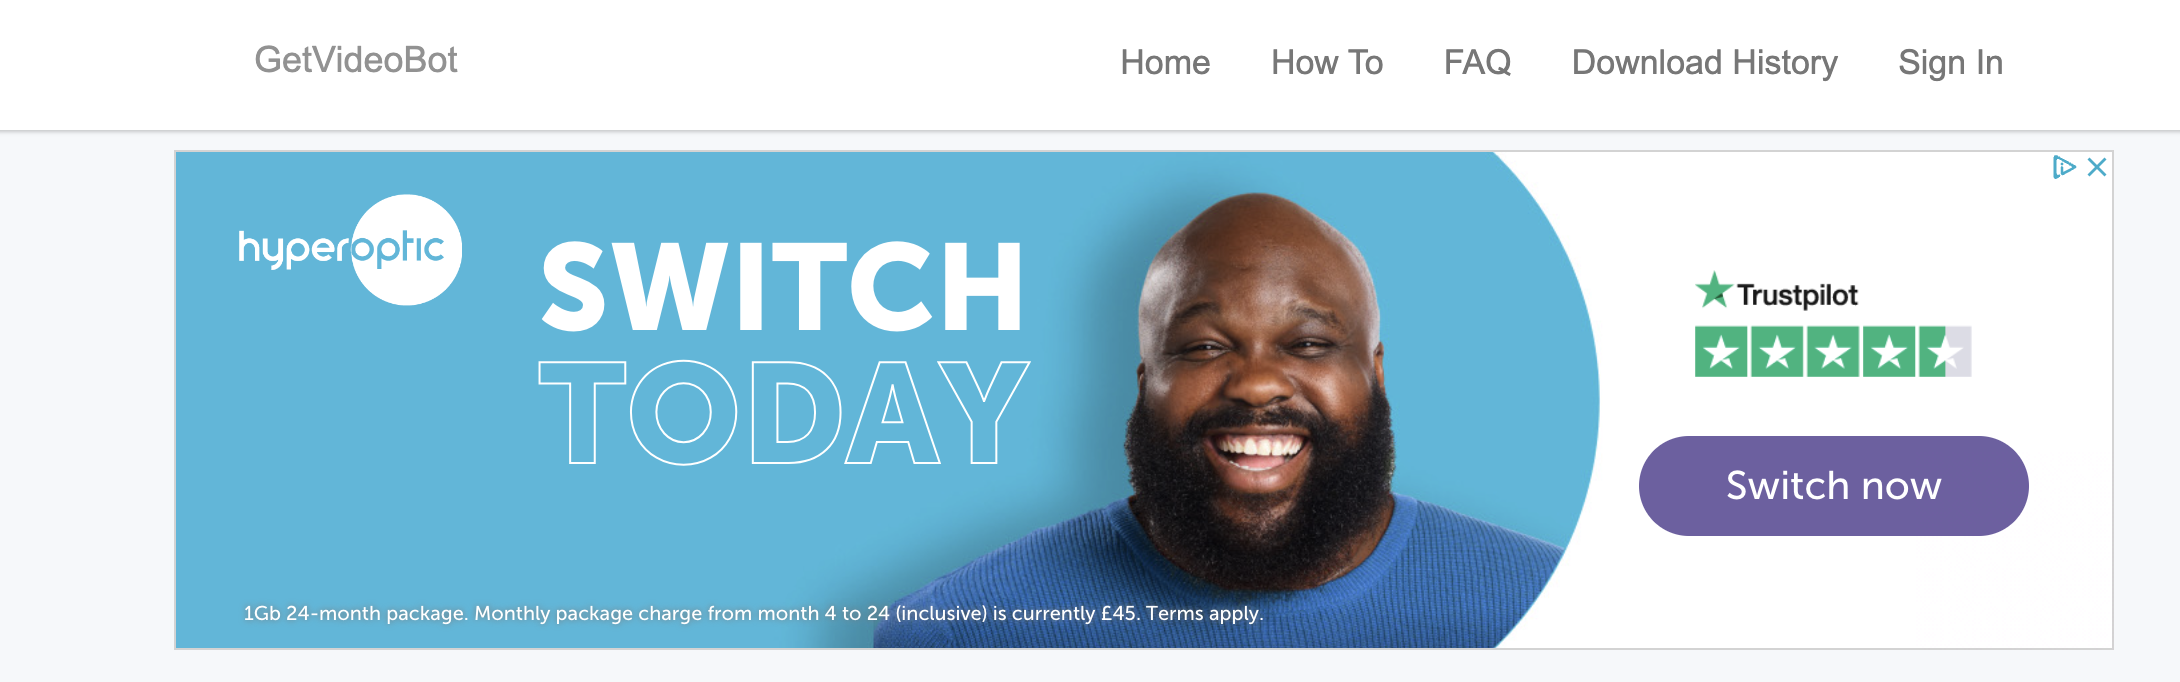 GetVideoBot
Home How To FAQ Download History Sign In
hyperoptic
SWITCH
TODAY
1Gb 24-month package. Monthly package charge from month 4 to 24 (inclusive) is currently £45. Terms apply.
Trustpilot
Switch now